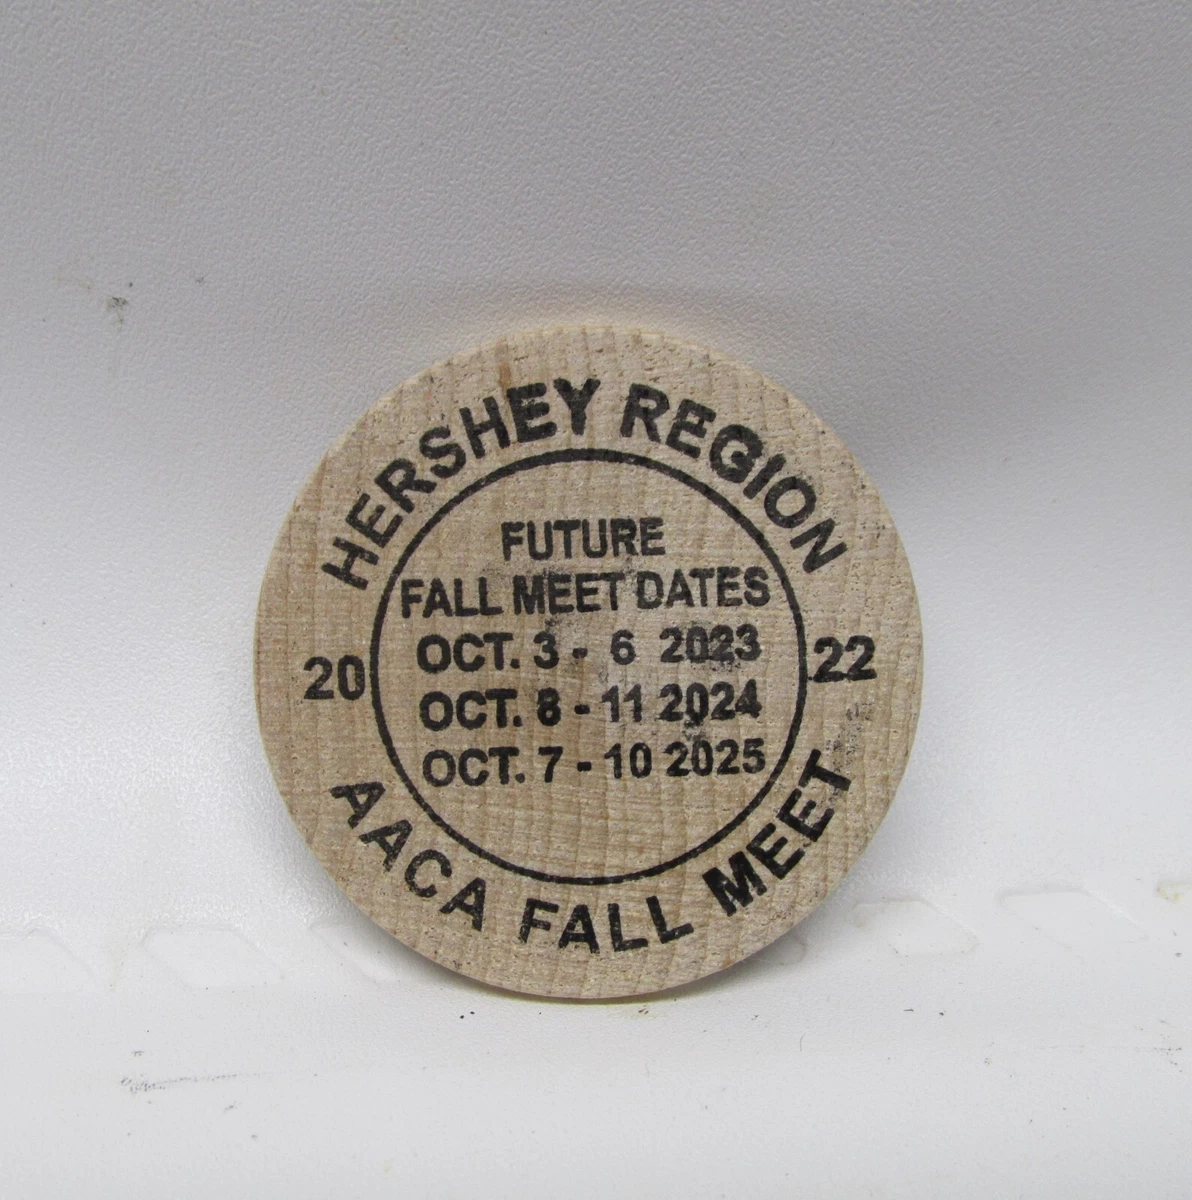 HERSHEY REGION
FUTURE
FALL MEET DATES
OCT. 3 - 6 2023
OCT. 8 - 11 2024
OCT. 7 - 10 2025
20 22
AACA FALL MEET